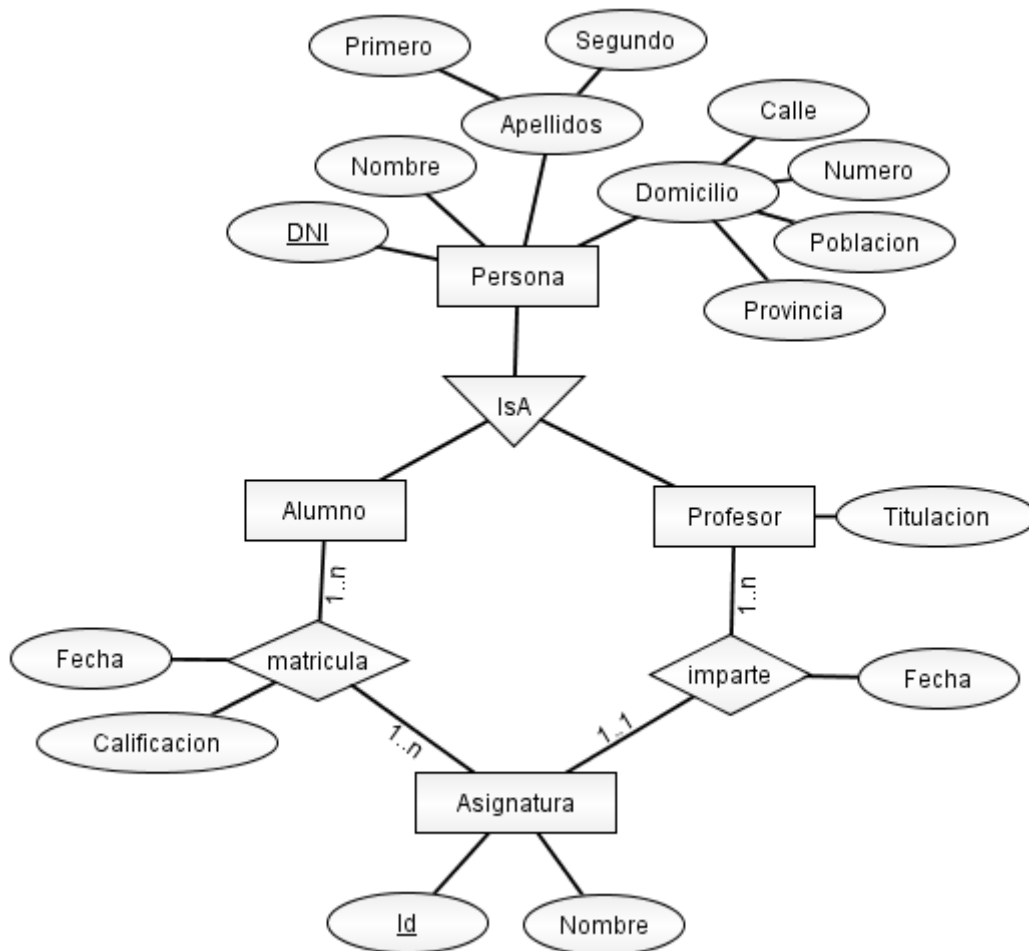 Primero
Segundo
Apellidos
Calle
Nombre
Domicilio
Numero
DNI
Poblacion
Persona
Provincia
IsA
Alumno
Profesor
Titulacion
1..n
1..n
Fecha
matricula
imparte
Fecha
Calificacion
1..n
1..1
Asignatura
Id
Nombre